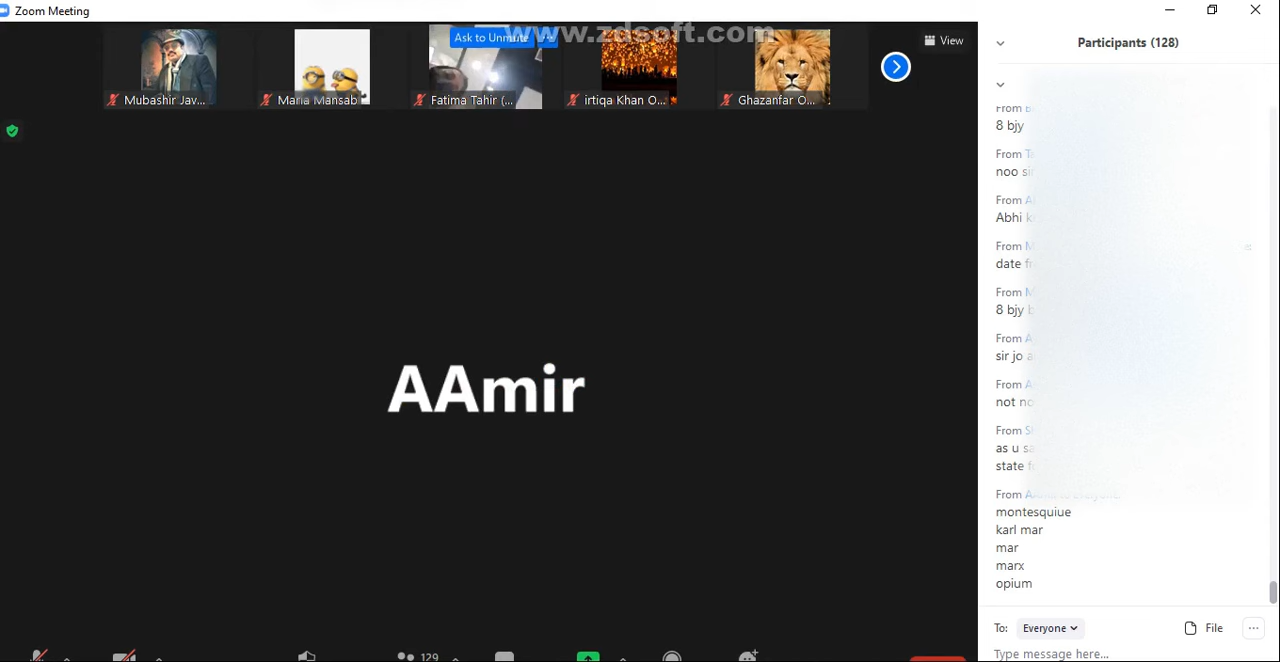 Zoom Meeting
www.zdsoft.com
Ask to Unmute
View
Mubashir Jav...
Maria Mansab
Fatima Tahir (...
irtiqa Khan O...
Ghazanfar O...
AAmir
129
Participants (128)
From
8 bjy
From
noo
From
Abhi
From
date
From
8 bjy
From
sir jo
From
not
From
as u
state
From
montesquiue
karl mar
mar
marx
opium
To: Everyone
File
Type message here...